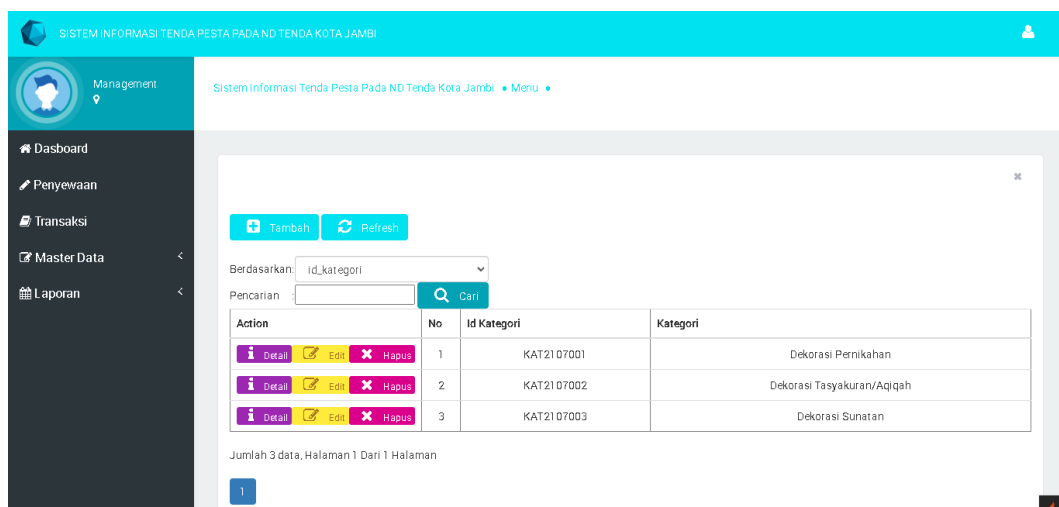 SISTEM INFORMASI TENDA PESTA PADA ND TENDA KOTA JAMBI
Management
Sistem Informasi Tenda Pesta Pada ND Tenda Kota Jambi • Menu •
Dasboard
Penyewaan
Transaksi
Master Data
Laporan
Tambah Refresh
Berdasarkan: id_kategori
Pencarian : Cari
Action No Id Kategori Kategori
Detail Edit Hapus 1 KAT2107001 Dekorasi Pernikahan
Detail Edit Hapus 2 KAT2107002 Dekorasi Tasyakuran/Aqiqah
Detail Edit Hapus 3 KAT2107003 Dekorasi Sunatan
Jumlah 3 data, Halaman 1 Dari 1 Halaman
1